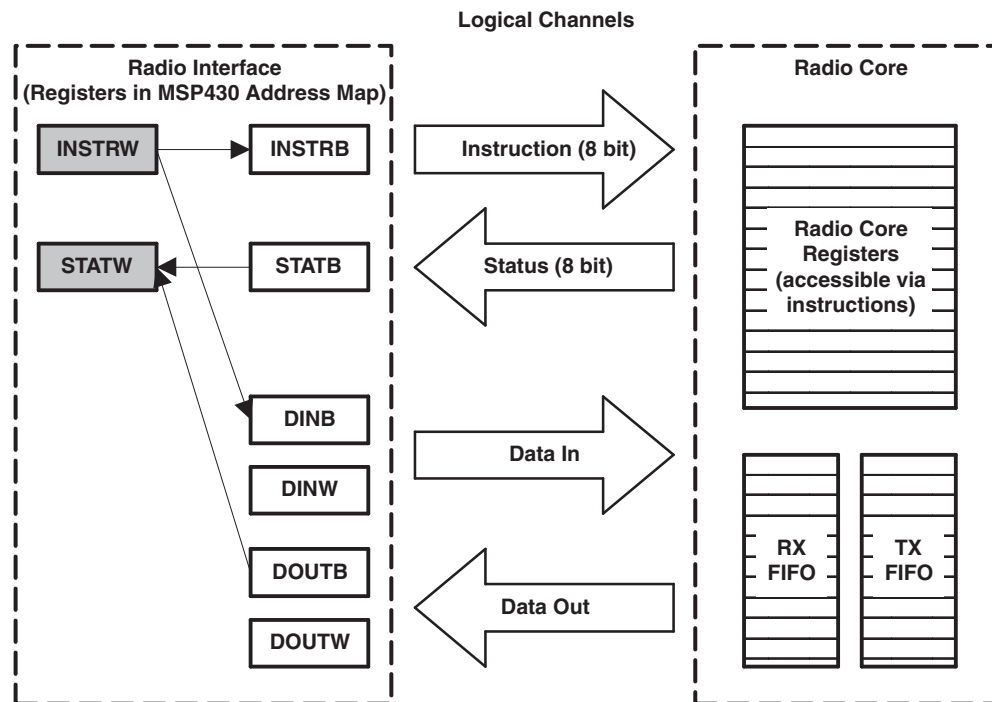 Logical Channels
Radio Interface
(Registers in MSP430 Address Map)
INSTRW
INSTRB
STATW
STATB
DINB
DINW
DOUTB
DOUTW
Instruction (8 bit)
Status (8 bit)
Data In
Data Out
Radio Core
Radio Core
Registers
(accessible via
instructions)
RX
FIFO
TX
FIFO